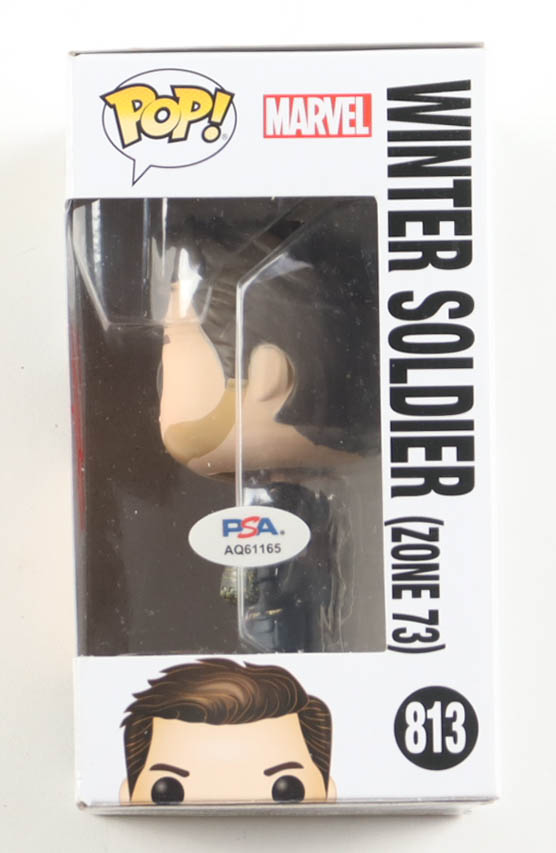 POP!
MARVEL
WINTER SOLDIER (ZONE 73)
PSA.
AQ61165
813